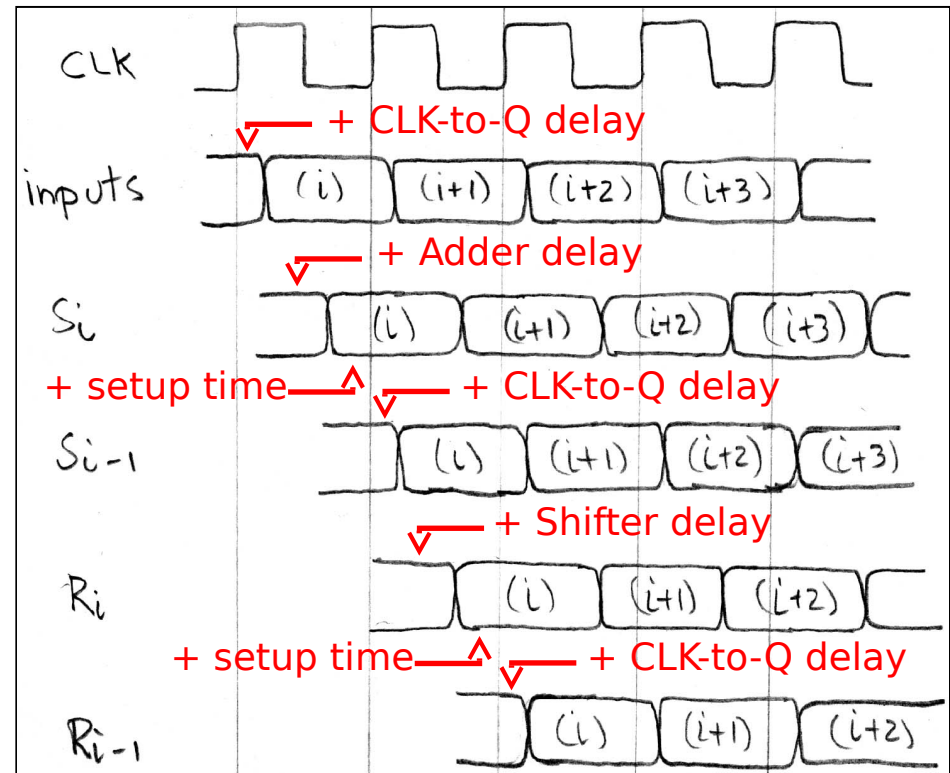 CLK
+ CLK-to-Q delay
inputs (i) (i+1) (i+2) (i+3)
+ Adder delay
Si (i) (i+1) (i+2) (i+3)
+ setup time + CLK-to-Q delay
Si-1 (i) (i+1) (i+2) (i+3)
+ Shifter delay
Ri (i) (i+1) (i+2)
+ setup time + CLK-to-Q delay
Ri-1 (i) (i+1) (i+2)